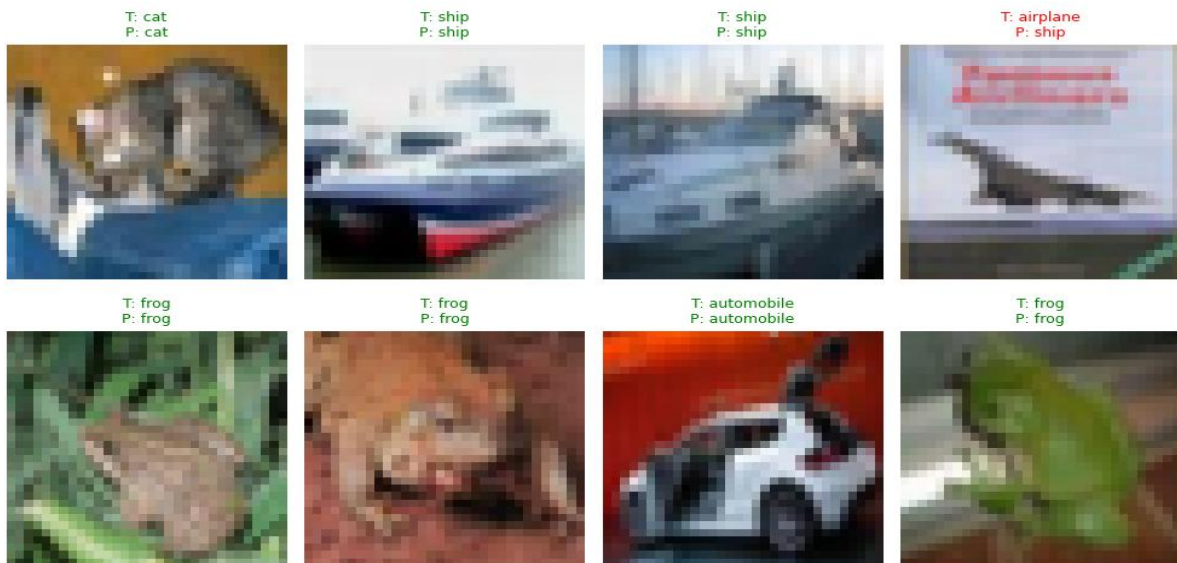 T: cat
P: cat
T: ship
P: ship
T: ship
P: ship
T: airplane
P: ship
T: frog
P: frog
T: frog
P: frog
T: automobile
P: automobile
T: frog
P: frog